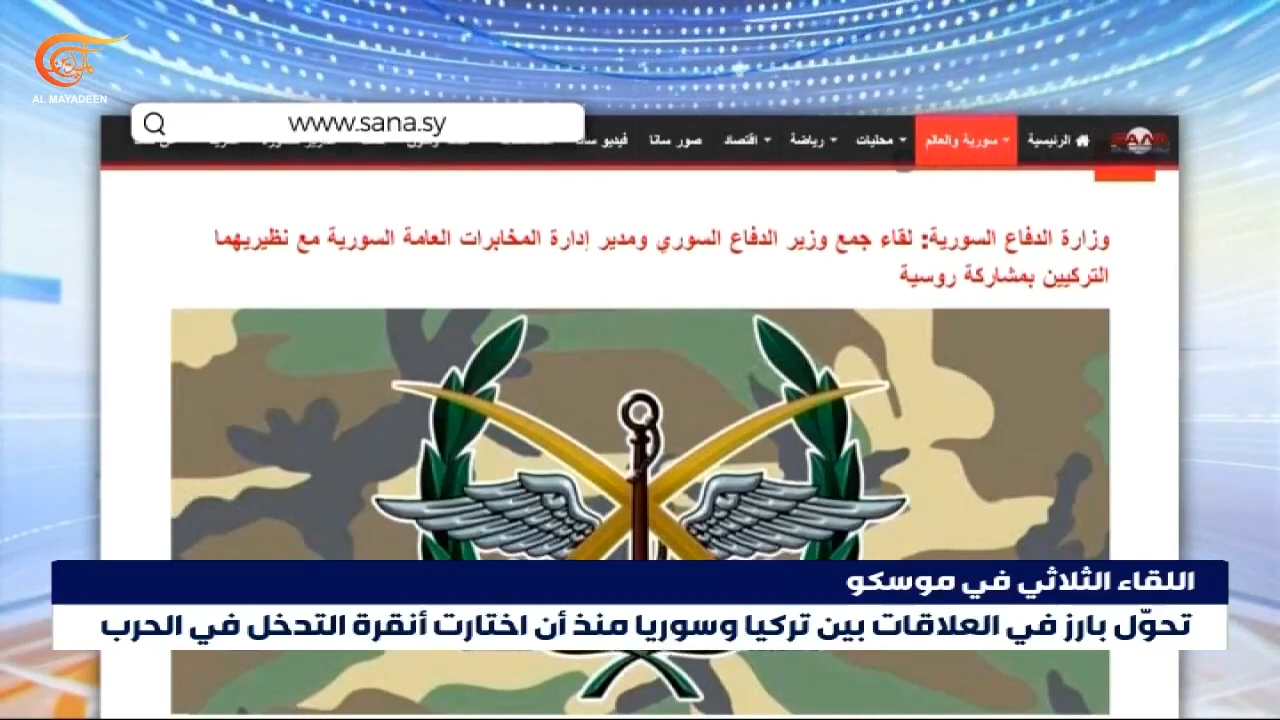 AL MAYADEEN
www.sana.sy
الرئيسية سورية والعالم محليات رياضة اقتصاد صور سانا فيديو سانا
SANA
وزارة الدفاع السورية: لقاء جمع وزير الدفاع السوري ومدير إدارة المخابرات العامة السورية مع نظيريهما
التركيين بمشاركة روسية
اللقاء الثلاثي في موسكو
تحوّل بارز في العلاقات بين تركيا وسوريا منذ أن اختارت أنقرة التدخل في الحرب